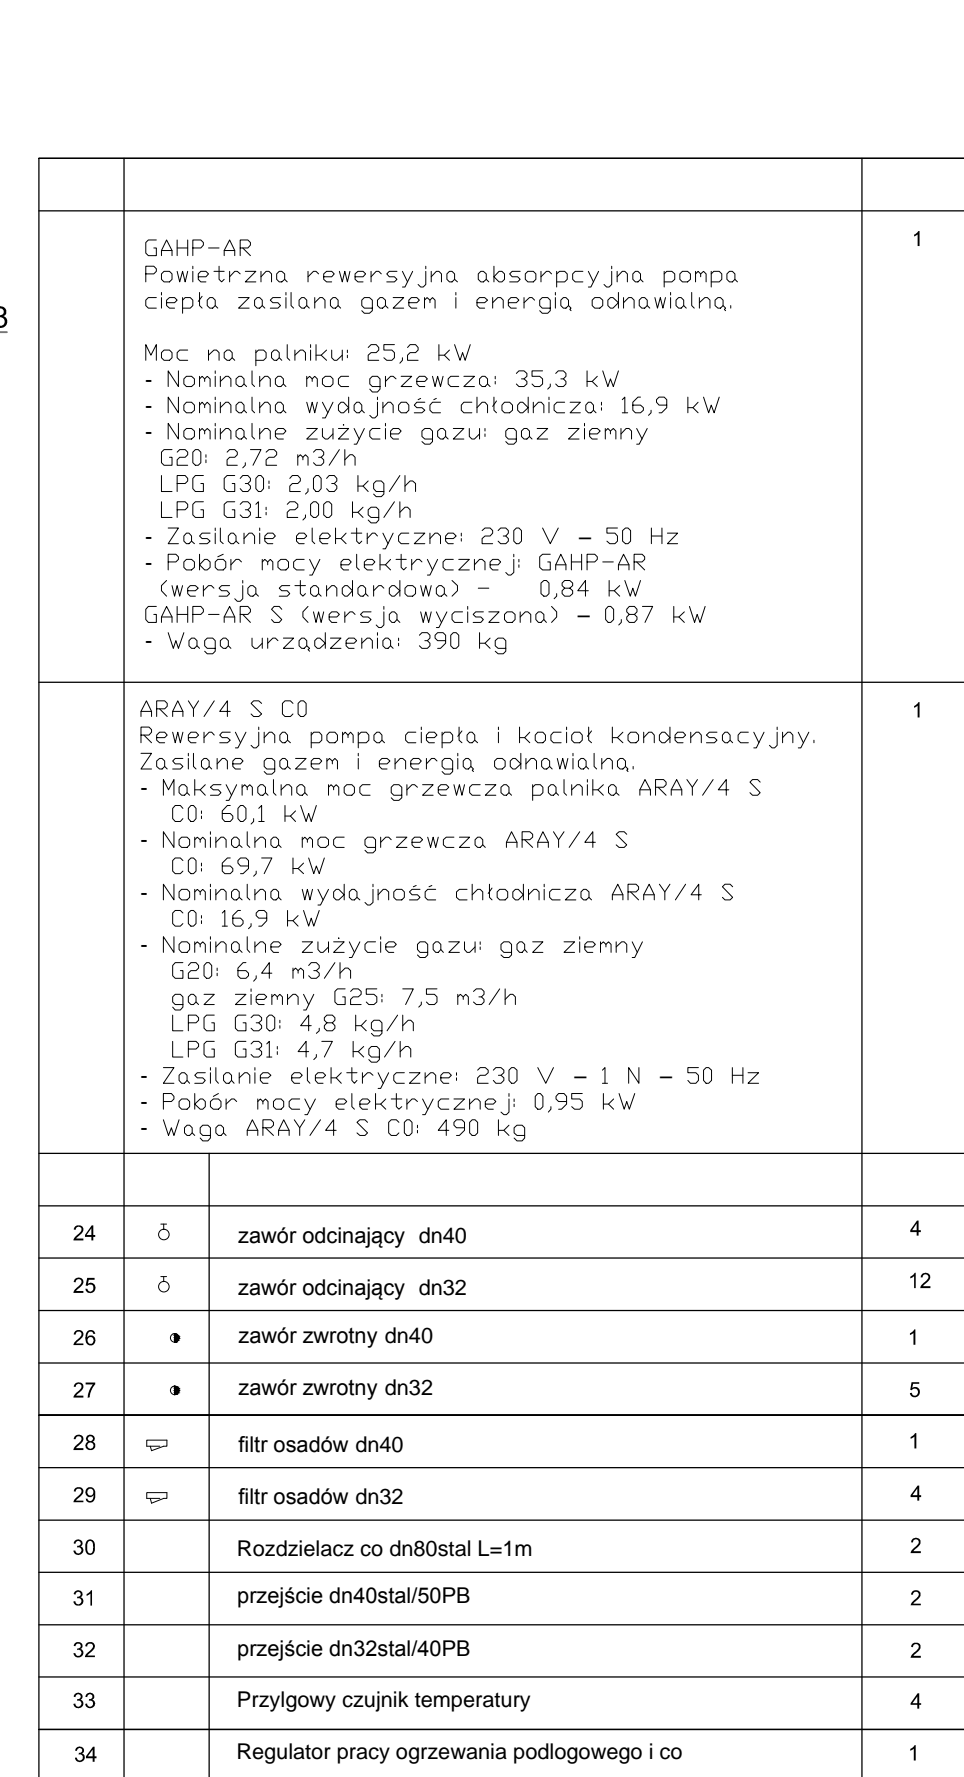 GAHP-AR
1
Powietrzna rewersyjna absorpcyjna pompa
ciepła zasilana gazem i energią odnawialną.
Moc na palniku: 25,2 kW
- Nominalna moc grzewcza: 35,3 kW
- Nominalna wydajność chłodnicza: 16,9 kW
- Nominalne zużycie gazu: gaz ziemny
G20: 2,72 m3/h
LPG G30: 2,03 kg/h
LPG G31: 2,00 kg/h
- Zasilanie elektryczne: 230 V – 50 Hz
- Pobór mocy elektrycznej: GAHP-AR
(wersja standardowa) – 0,84 kW
GAHP-AR S (wersja wyciszona) – 0,87 kW
- Waga urządzenia: 390 kg
ARAY/4 S C0
1
Rewersyjna pompa ciepła i kocioł kondensacyjny.
Zasilane gazem i energią odnawialną.
- Maksymalna moc grzewcza palnika ARAY/4 S
C0: 60,1 kW
- Nominalna moc grzewcza ARAY/4 S
C0: 69,7 kW
- Nominalna wydajność chłodnicza ARAY/4 S
C0: 16,9 kW
- Nominalne zużycie gazu: gaz ziemny
G20: 6,4 m3/h
gaz ziemny G25: 7,5 m3/h
LPG G30: 4,8 kg/h
LPG G31: 4,7 kg/h
- Zasilanie elektryczne: 230 V – 1 N – 50 Hz
- Pobór mocy elektrycznej: 0,95 kW
- Waga ARAY/4 S C0: 490 kg
24 zawór odcinający dn40 4
25 zawór odcinający dn32 12
26 zawór zwrotny dn40 1
27 zawór zwrotny dn32 5
28 filtr osadów dn40 1
29 filtr osadów dn32 4
30 Rozdzielacz co dn80stal L=1m 2
31 przejście dn40stal/50PB 2
32 przejście dn32stal/40PB 2
33 Przylgowy czujnik temperatury 4
34 Regulator pracy ogrzewania podlogowego i co 1